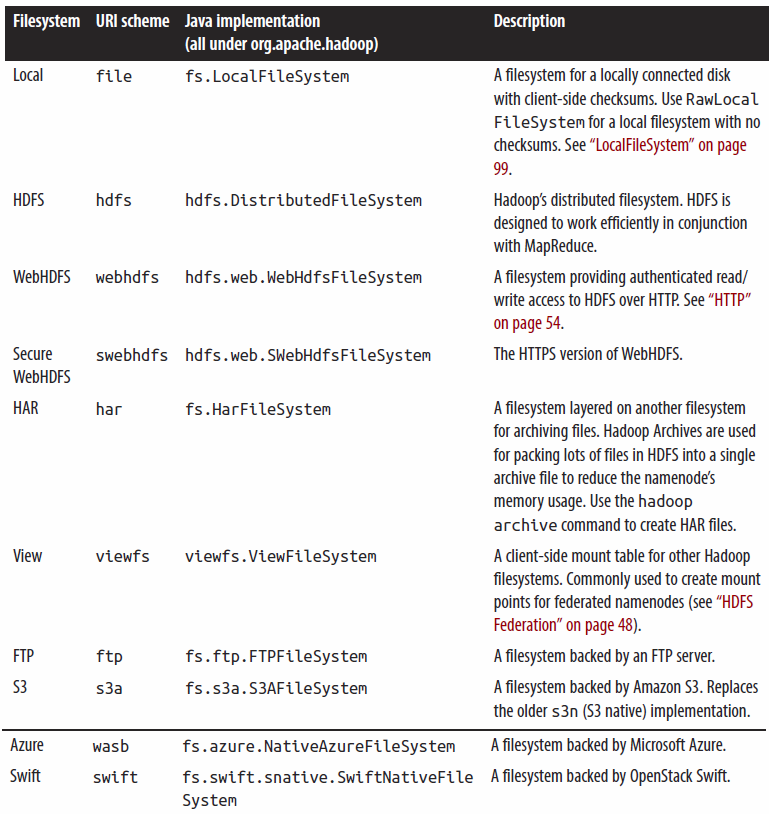 Filesystem URI scheme Java implementation Description
(all under org.apache.hadoop)
Local file fs.LocalFileSystem A filesystem for a locally connected disk
with client-side checksums. Use RawLocal
FileSystem for a local filesystem with no
checksums. See “LocalFileSystem” on page
99.
HDFS hdfs hdfs.DistributedFileSystem Hadoop’s distributed filesystem. HDFS is
designed to work efficiently in conjunction
with MapReduce.
WebHDFS webhdfs hdfs.web.WebHdfsFileSystem A filesystem providing authenticated read/
write access to HDFS over HTTP. See “HTTP”
on page 54.
Secure swebhdfs hdfs.web.SWebHdfsFileSystem The HTTPS version of WebHDFS.
WebHDFS
HAR har fs.HarFileSystem A filesystem layered on another filesystem
for archiving files. Hadoop Archives are used
for packing lots of files in HDFS into a single
archive file to reduce the namenode’s
memory usage. Use the hadoop
archive command to create HAR files.
View viewfs viewfs.ViewFileSystem A client-side mount table for other Hadoop
filesystems. Commonly used to create mount
points for federated namenodes (see “HDFS
Federation” on page 48).
FTP ftp fs.ftp.FTPFileSystem A filesystem backed by an FTP server.
S3 s3a fs.s3a.S3AFileSystem A filesystem backed by Amazon S3. Replaces
the older s3n (S3 native) implementation.
Azure wasb fs.azure.NativeAzureFileSystem A filesystem backed by Microsoft Azure.
Swift swift fs.swift.snative.SwiftNativeFile A filesystem backed by OpenStack Swift.
System